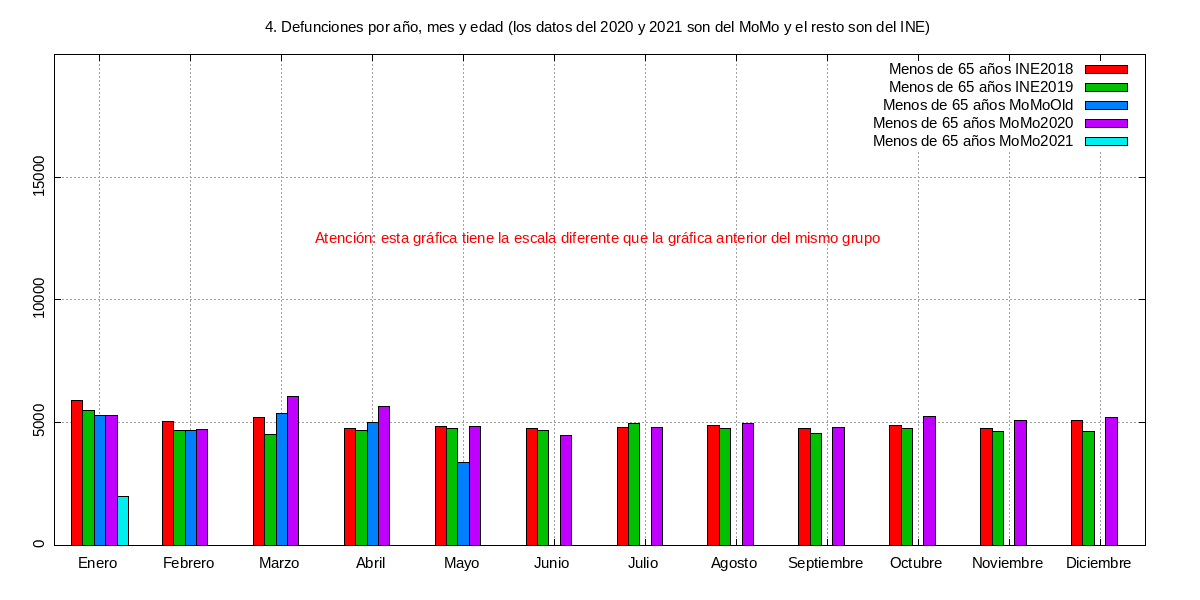 4. Defunciones por año, mes y edad (los datos del 2020 y 2021 son del MoMo y el resto son del INE)
Menos de 65 años INE2018
Menos de 65 años INE2019
Menos de 65 años MoMoOld
Menos de 65 años MoMo2020
Menos de 65 años MoMo2021
15000
Atención: esta gráfica tiene la escala diferente que la gráfica anterior del mismo grupo
10000
5000
0
Enero Febrero Marzo Abril Mayo Junio Julio Agosto Septiembre Octubre Noviembre Diciembre